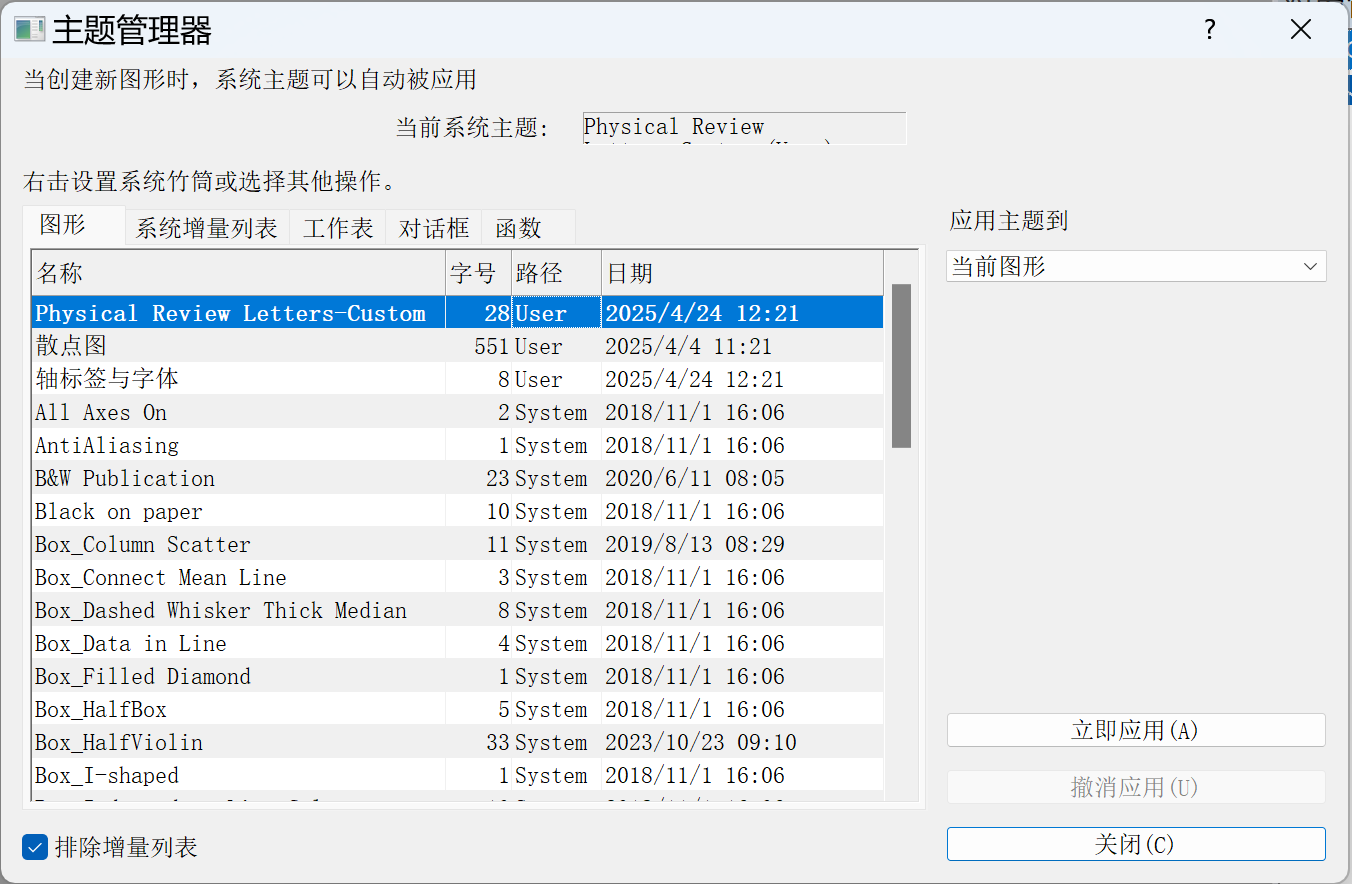 主题管理器
当创建新图形时，系统主题可以自动被应用
当前系统主题： Physical Review
右击设置系统竹筒或选择其他操作。
图形 系统增量列表 工作表 对话框 函数
名称 字号 路径 日期
Physical Review Letters-Custom 28 User 2025/4/24 12:21
散点图 551 User 2025/4/4 11:21
轴标签与字体 8 User 2025/4/24 12:21
All Axes On 2 System 2018/11/1 16:06
AntiAliasing 1 System 2018/11/1 16:06
B&W Publication 23 System 2020/6/11 08:05
Black on paper 10 System 2018/11/1 16:06
Box_Column Scatter 11 System 2019/8/13 08:29
Box_Connect Mean Line 3 System 2018/11/1 16:06
Box_Dashed Whisker Thick Median 8 System 2018/11/1 16:06
Box_Data in Line 4 System 2018/11/1 16:06
Box_Filled Diamond 1 System 2018/11/1 16:06
Box_HalfBox 5 System 2018/11/1 16:06
Box_HalfViolin 33 System 2023/10/23 09:10
Box_I-shaped 1 System 2018/11/1 16:06
排除增量列表
应用主题到
当前图形
立即应用(A)
撤消应用(U)
关闭(C)